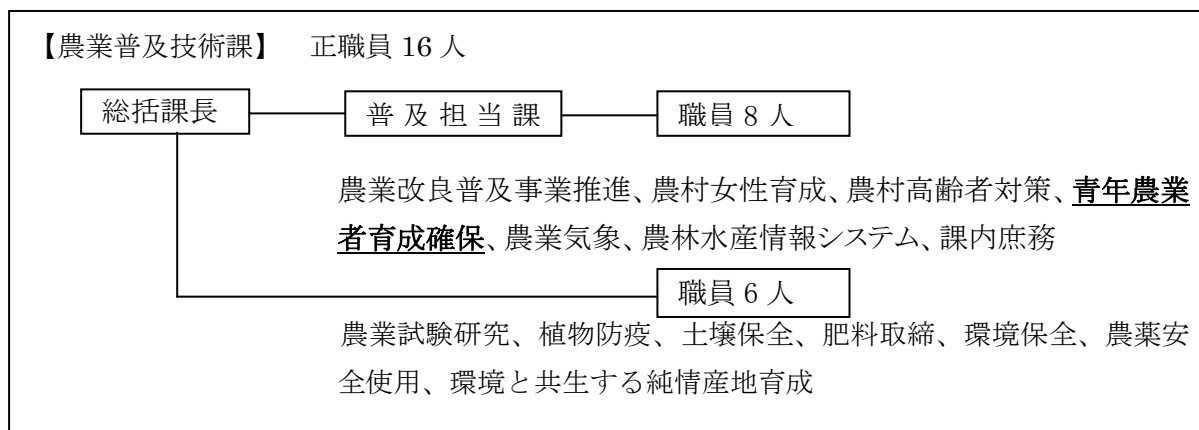 【農業普及技術課】　正職員 16 人
総括課長
普 及 担 当 課
職員 8 人
農業改良普及事業推進、農村女性育成、農村高齢者対策、青年農業
者育成確保、農業気象、農林水産情報システム、課内庶務
職員 6 人
農業試験研究、植物防疫、土壌保全、肥料取締、環境保全、農薬安
全使用、環境と共生する純情産地育成